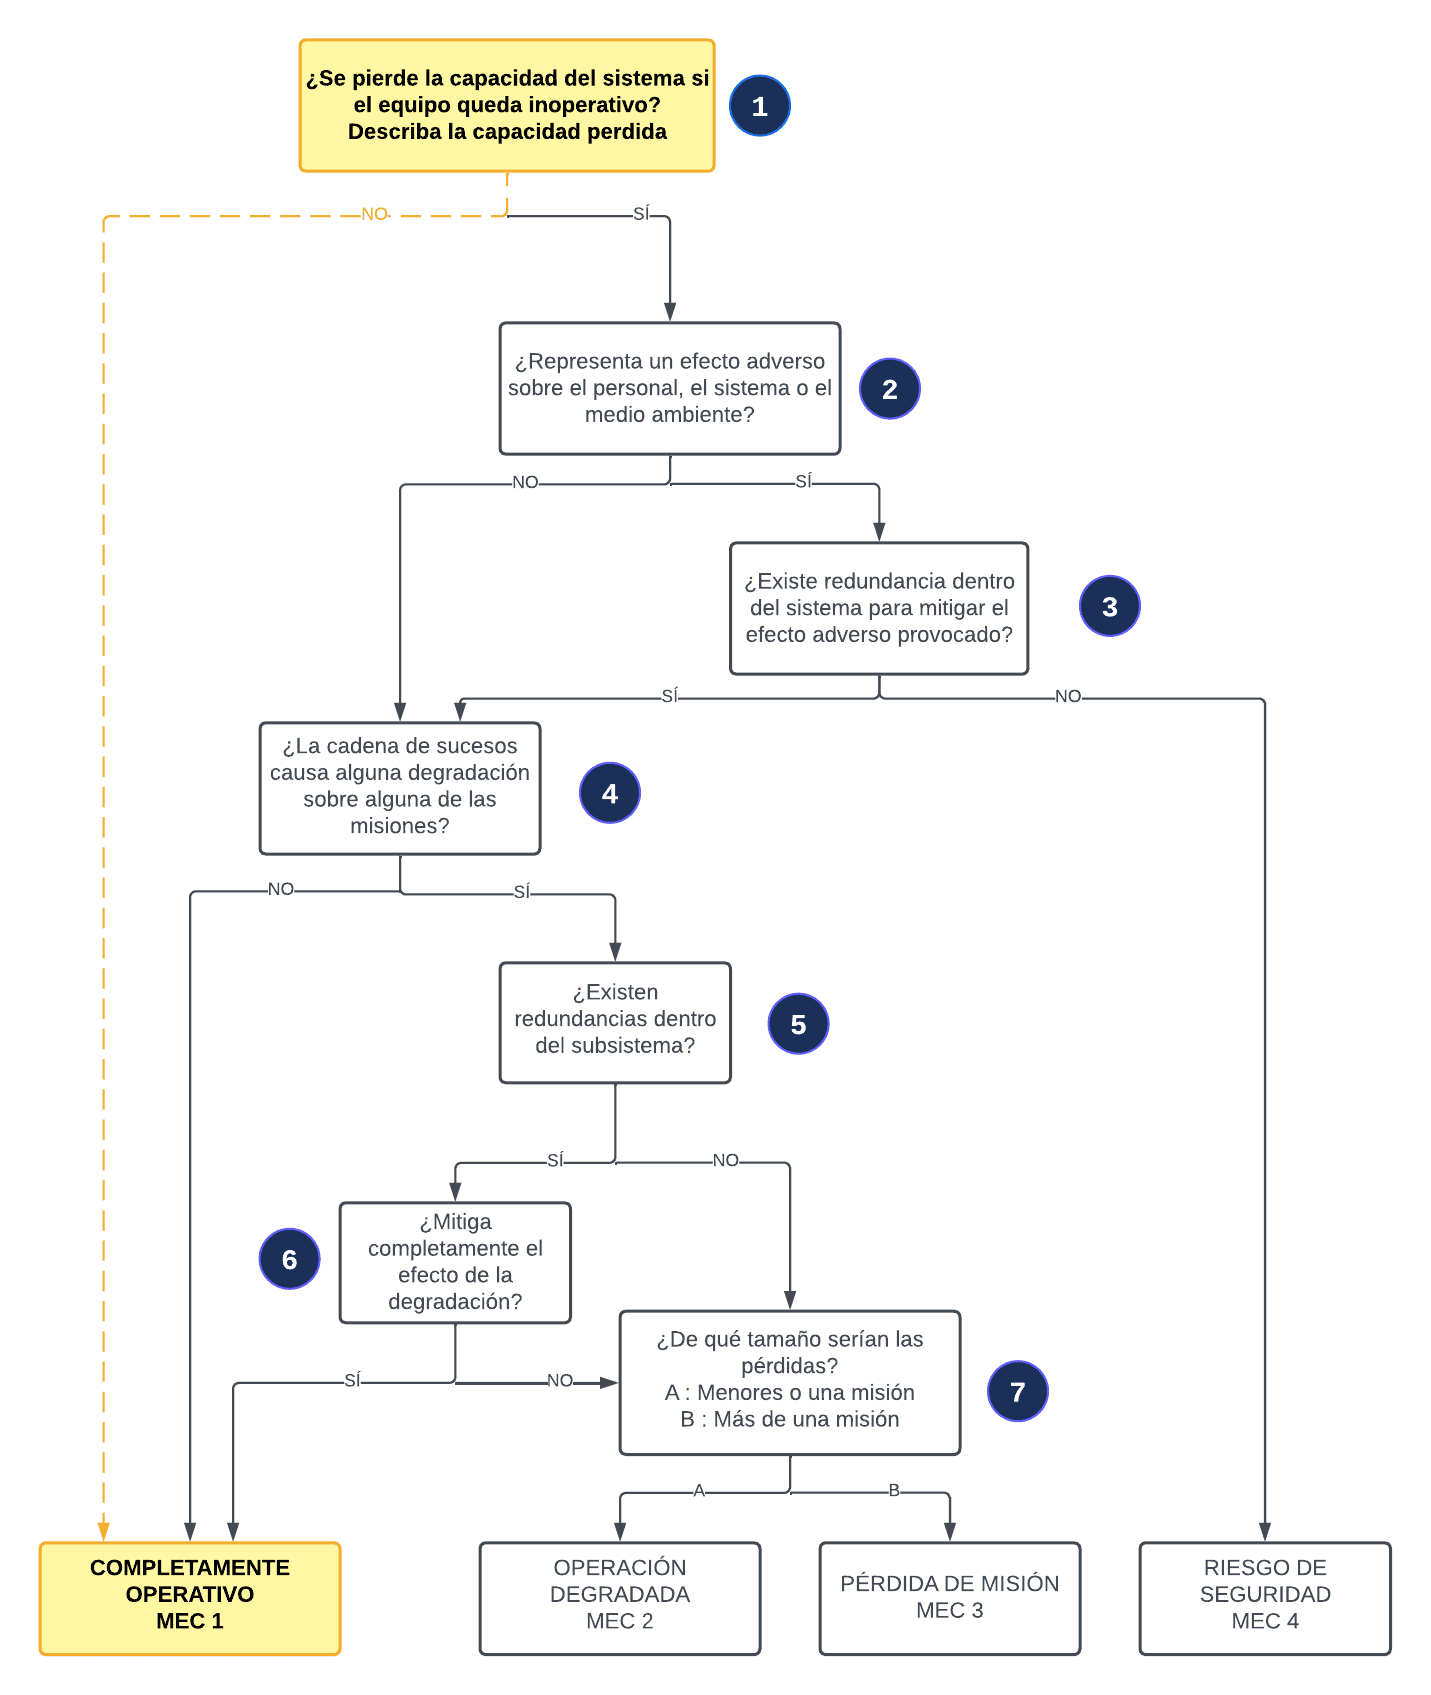 ¿Se pierde la capacidad del sistema si
el equipo queda inoperativo?
Describa la capacidad perdida
1
NO
SÍ
¿Representa un efecto adverso
sobre el personal, el sistema o el
medio ambiente?
2
NO
SÍ
¿Existe redundancia dentro
del sistema para mitigar el
efecto adverso provocado?
3
SÍ
NO
¿La cadena de sucesos
causa alguna degradación
sobre alguna de las
misiones?
4
NO
SÍ
¿Existen
redundancias dentro
del subsistema?
5
SÍ
NO
¿Mitiga
completamente el
efecto de la
degradación?
6
SÍ
NO
¿De qué tamaño serían las
pérdidas?
A : Menores o una misión
B : Más de una misión
7
A
B
COMPLETAMENTE
OPERATIVO
MEC 1
OPERACIÓN
DEGRADADA
MEC 2
PÉRDIDA DE MISIÓN
MEC 3
RIESGO DE
SEGURIDAD
MEC 4